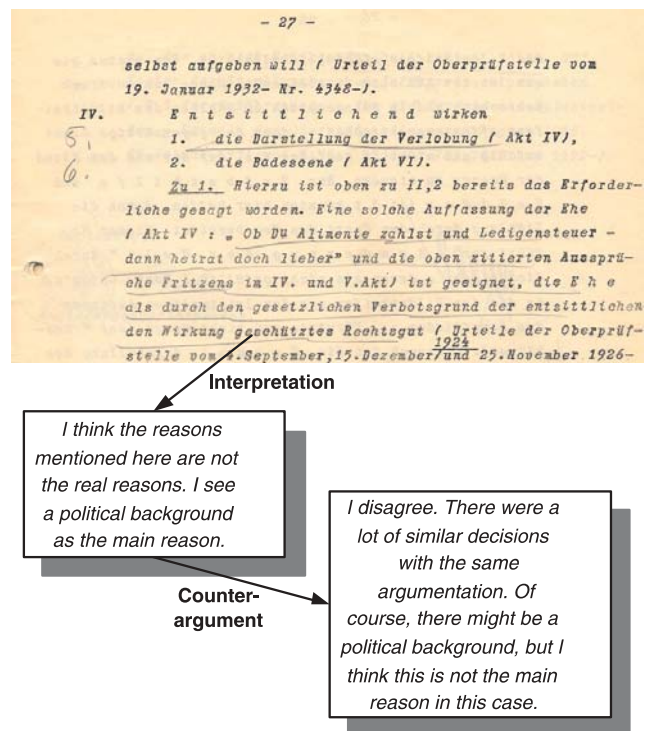 - 27 -
selbst aufgeben will ( Urteil der Oberprüfstelle vom
19. Januar 1932- Nr. 4348-).
IV. E n t s i t t l i c h e n d wirken
5. 1. die Darstellung der Verlobung ( Akt IV),
6. 2. die Badescene ( Akt VI).
Zu 1. Hierzu ist oben zu II,2 bereits das Erforder-
liche gesagt worden. Eine solche Auffassung der Ehe
( Akt IV : „ Ob DU Alimente zahlst und Ledigensteuer -
dann heirat doch lieber" und die oben zitierten Aussprü-
che Fritzens im IV. und V.Akt) ist geeignet, die E h e
als durch den gesetzlichen Verbotsgrund der entsittlichen
den Wirkung geschütztes Rechtsgut ( Urteile der Oberprüf-
1924
stelle vom .September,15.Dezember/und 25.November 1926-
Interpretation
I think the reasons
mentioned here are not
the real reasons. I see
a political background
as the main reason.
Counter-
argument
I disagree. There were a
lot of similar decisions
with the same
argumentation. Of
course, there might be a
political background, but I
think this is not the main
reason in this case.